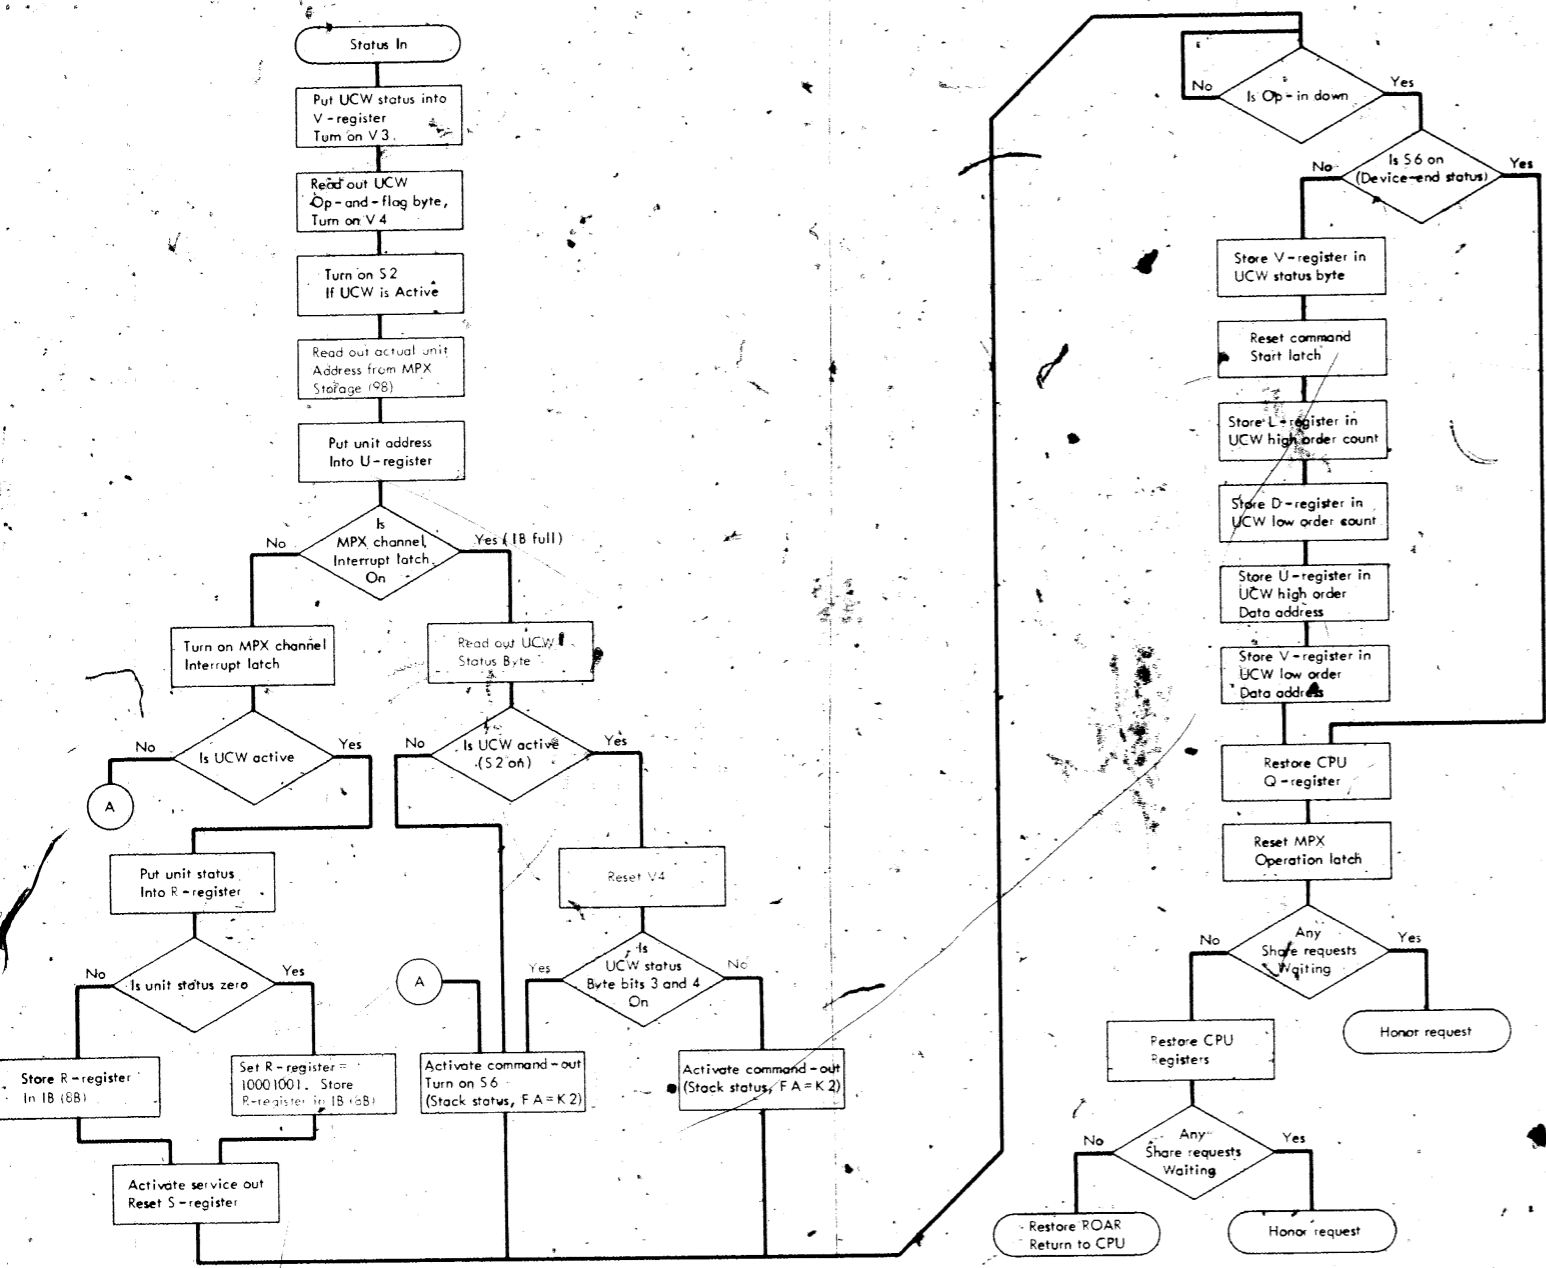 Status In
Put UCW status into
V-register
Turn on V3.
Read out UCW
Op-and-flag byte,
Turn on V4
Turn on S2
If UCW is Active
Read out actual unit
Address from MPX
Storage (98)
Put unit address
Into U-register
Is
MPX channel
Interrupt latch
On
No
Yes (IB full)
Turn on MPX channel
Interrupt latch
Read out UCW
Status Byte
Is UCW active
No
Yes
A
Is UCW active
(S2 on)
No
Yes
Put unit status
Into R-register
Reset V4
Is unit status zero
No
Yes
A
Is
UCW status
Byte bits 3 and 4
On
Yes
No
Store R-register
In IB (8B)
Set R-register =
10001001. Store
R-register in IB (8B)
Activate command-out
Turn on S6
(Stack status, FA=K2)
Activate command-out
(Stack status, FA=K2)
Activate service out
Reset S-register
Is Op-in down
No
Yes
Is S6 on
(Device-end status)
No
Yes
Store V-register in
UCW status byte
Reset command
Start latch
Store L-register in
UCW high order count
Store D-register in
UCW low order count
Store U-register in
UCW high order
Data address
Store V-register in
UCW low order
Data address
Restore CPU
Q-register
Reset MPX
Operation latch
Any
Share requests
Waiting
No
Yes
Honor request
Restore CPU
Registers
Any
Share requests
Waiting
No
Yes
Restore ROAR
Return to CPU
Honor request